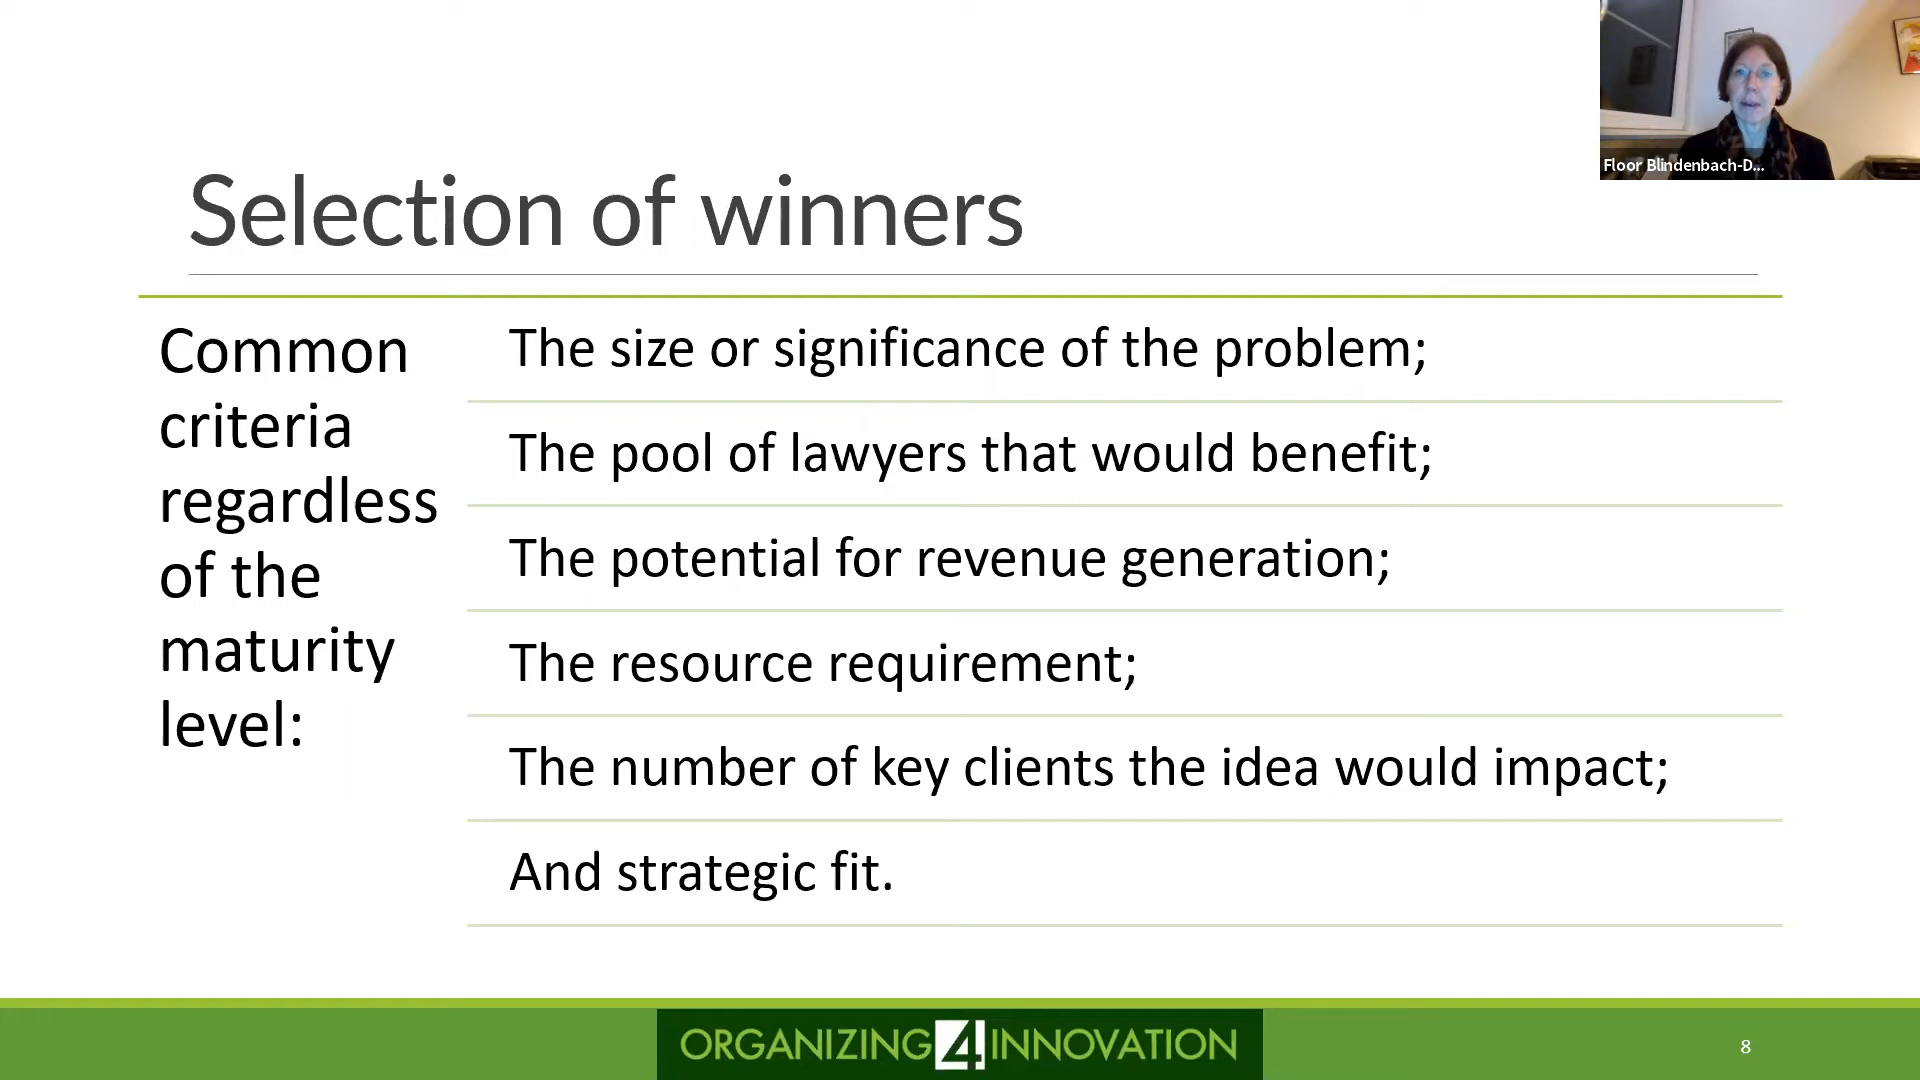 Floor Blindenbach-D...
Selection of winners
Common
criteria
regardless
of the
maturity
level:
The size or significance of the problem;
The pool of lawyers that would benefit;
The potential for revenue generation;
The resource requirement;
The number of key clients the idea would impact;
And strategic fit.
ORGANIZING 4 INNOVATION
8